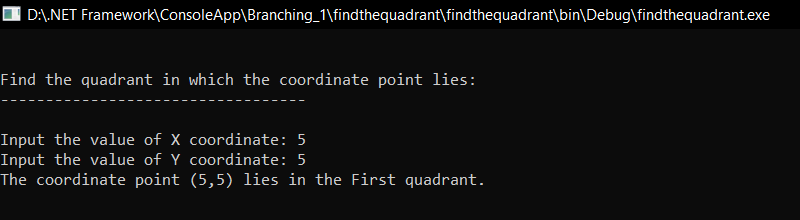 D:\.NET Framework\ConsoleApp\Branching_1\findthequadrant\findthequadrant\bin\Debug\findthequadrant.exe
Find the quadrant in which the coordinate point lies:
----------------------------------
Input the value of X coordinate: 5
Input the value of Y coordinate: 5
The coordinate point (5,5) lies in the First quadrant.